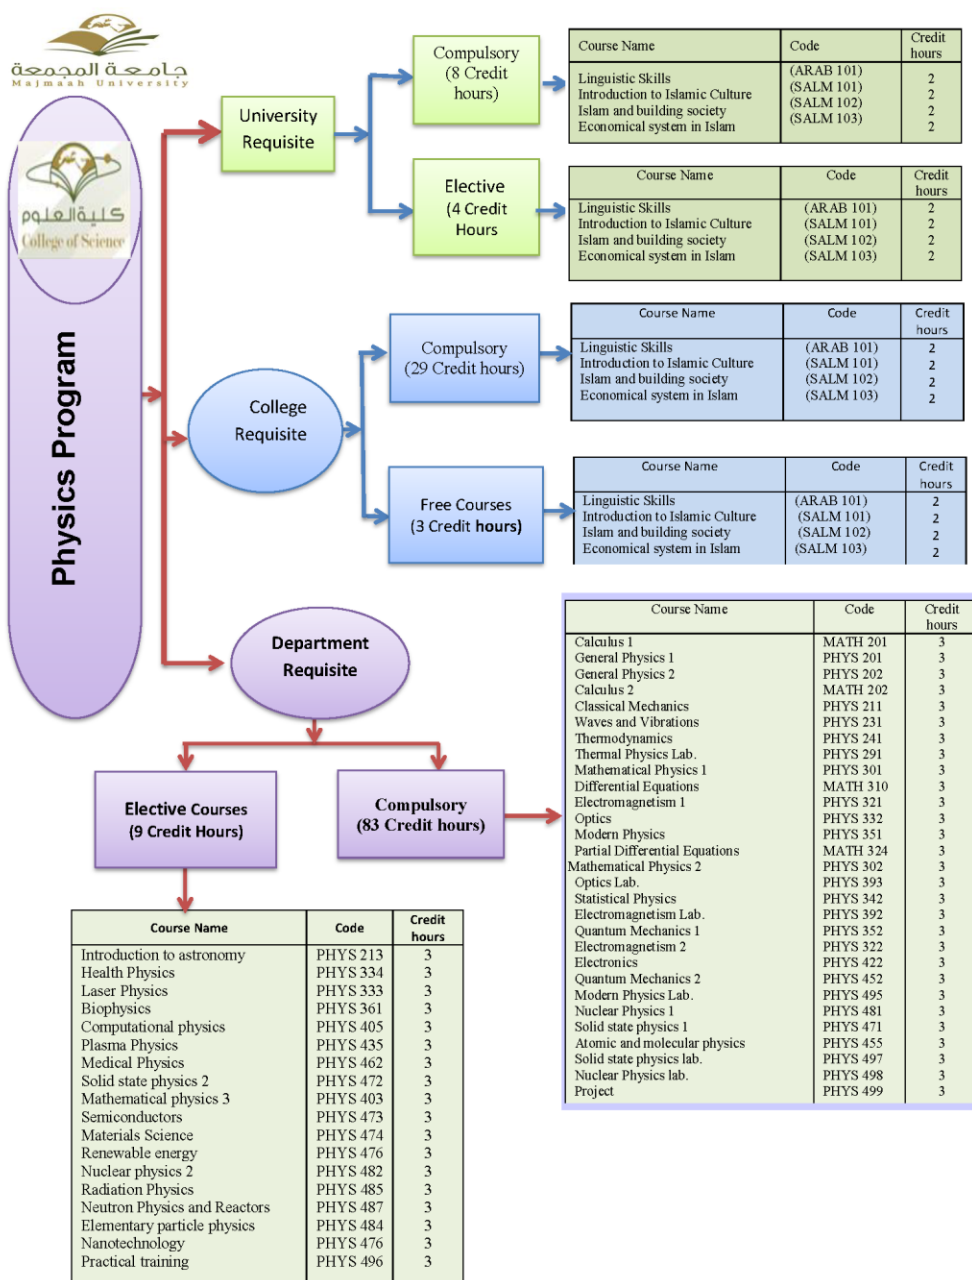 جامعة المجمعة
Majmaah University
كلية العلوم
College of Science
Physics Program
University
Requisite
Compulsory
(8 Credit
hours)
Course Name Code Credit
hours
Linguistic Skills (ARAB 101) 2
Introduction to Islamic Culture (SALM 101) 2
Islam and building society (SALM 102) 2
Economical system in Islam (SALM 103) 2
Elective
(4 Credit
Hours
Course Name Code Credit
hours
Linguistic Skills (ARAB 101) 2
Introduction to Islamic Culture (SALM 101) 2
Islam and building society (SALM 102) 2
Economical system in Islam (SALM 103) 2
College
Requisite
Compulsory
(29 Credit hours)
Course Name Code Credit
hours
Linguistic Skills (ARAB 101) 2
Introduction to Islamic Culture (SALM 101) 2
Islam and building society (SALM 102) 2
Economical system in Islam (SALM 103) 2
Free Courses
(3 Credit hours)
Course Name Code Credit
hours
Linguistic Skills (ARAB 101) 2
Introduction to Islamic Culture (SALM 101) 2
Islam and building society (SALM 102) 2
Economical system in Islam (SALM 103) 2
Department
Requisite
Elective Courses
(9 Credit Hours)
Compulsory
(83 Credit hours)
Course Name Code Credit
hours
Calculus 1 MATH 201 3
General Physics 1 PHYS 201 3
General Physics 2 PHYS 202 3
Calculus 2 MATH 202 3
Classical Mechanics PHYS 211 3
Waves and Vibrations PHYS 231 3
Thermodynamics PHYS 241 3
Thermal Physics Lab. PHYS 291 3
Mathematical Physics 1 PHYS 301 3
Differential Equations MATH 310 3
Electromagnetism 1 PHYS 321 3
Optics PHYS 332 3
Modern Physics PHYS 351 3
Partial Differential Equations MATH 324 3
Mathematical Physics 2 PHYS 302 3
Optics Lab. PHYS 393 3
Statistical Physics PHYS 342 3
Electromagnetism Lab. PHYS 392 3
Quantum Mechanics 1 PHYS 352 3
Electromagnetism 2 PHYS 322 3
Electronics PHYS 422 3
Quantum Mechanics 2 PHYS 452 3
Modern Physics Lab. PHYS 495 3
Nuclear Physics 1 PHYS 481 3
Solid state physics 1 PHYS 471 3
Atomic and molecular physics PHYS 455 3
Solid state physics lab. PHYS 497 3
Nuclear Physics lab. PHYS 498 3
Project PHYS 499 3
Course Name Code Credit
hours
Introduction to astronomy PHYS 213 3
Health Physics PHYS 334 3
Laser Physics PHYS 333 3
Biophysics PHYS 361 3
Computational physics PHYS 405 3
Plasma Physics PHYS 435 3
Medical Physics PHYS 462 3
Solid state physics 2 PHYS 472 3
Mathematical physics 3 PHYS 403 3
Semiconductors PHYS 473 3
Materials Science PHYS 474 3
Renewable energy PHYS 476 3
Nuclear physics 2 PHYS 482 3
Radiation Physics PHYS 485 3
Neutron Physics and Reactors PHYS 487 3
Elementary particle physics PHYS 484 3
Nanotechnology PHYS 476 3
Practical training PHYS 496 3